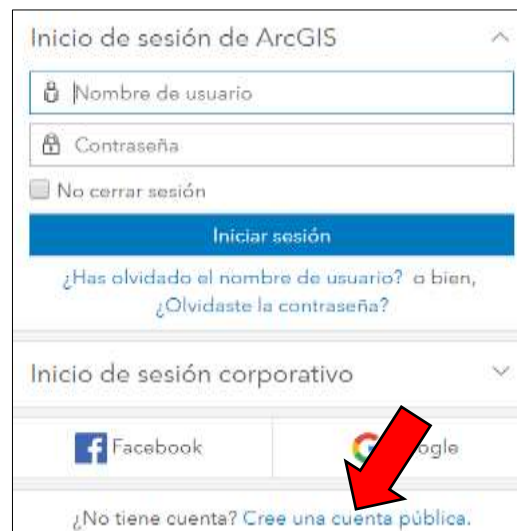 Inicio de sesión de ArcGIS
Nombre de usuario
Contraseña
No cerrar sesión
Iniciar sesión
¿Has olvidado el nombre de usuario? o bien,
¿Olvidaste la contraseña?
Inicio de sesión corporativo
Facebook
ogle
¿No tiene cuenta? Cree una cuenta pública.